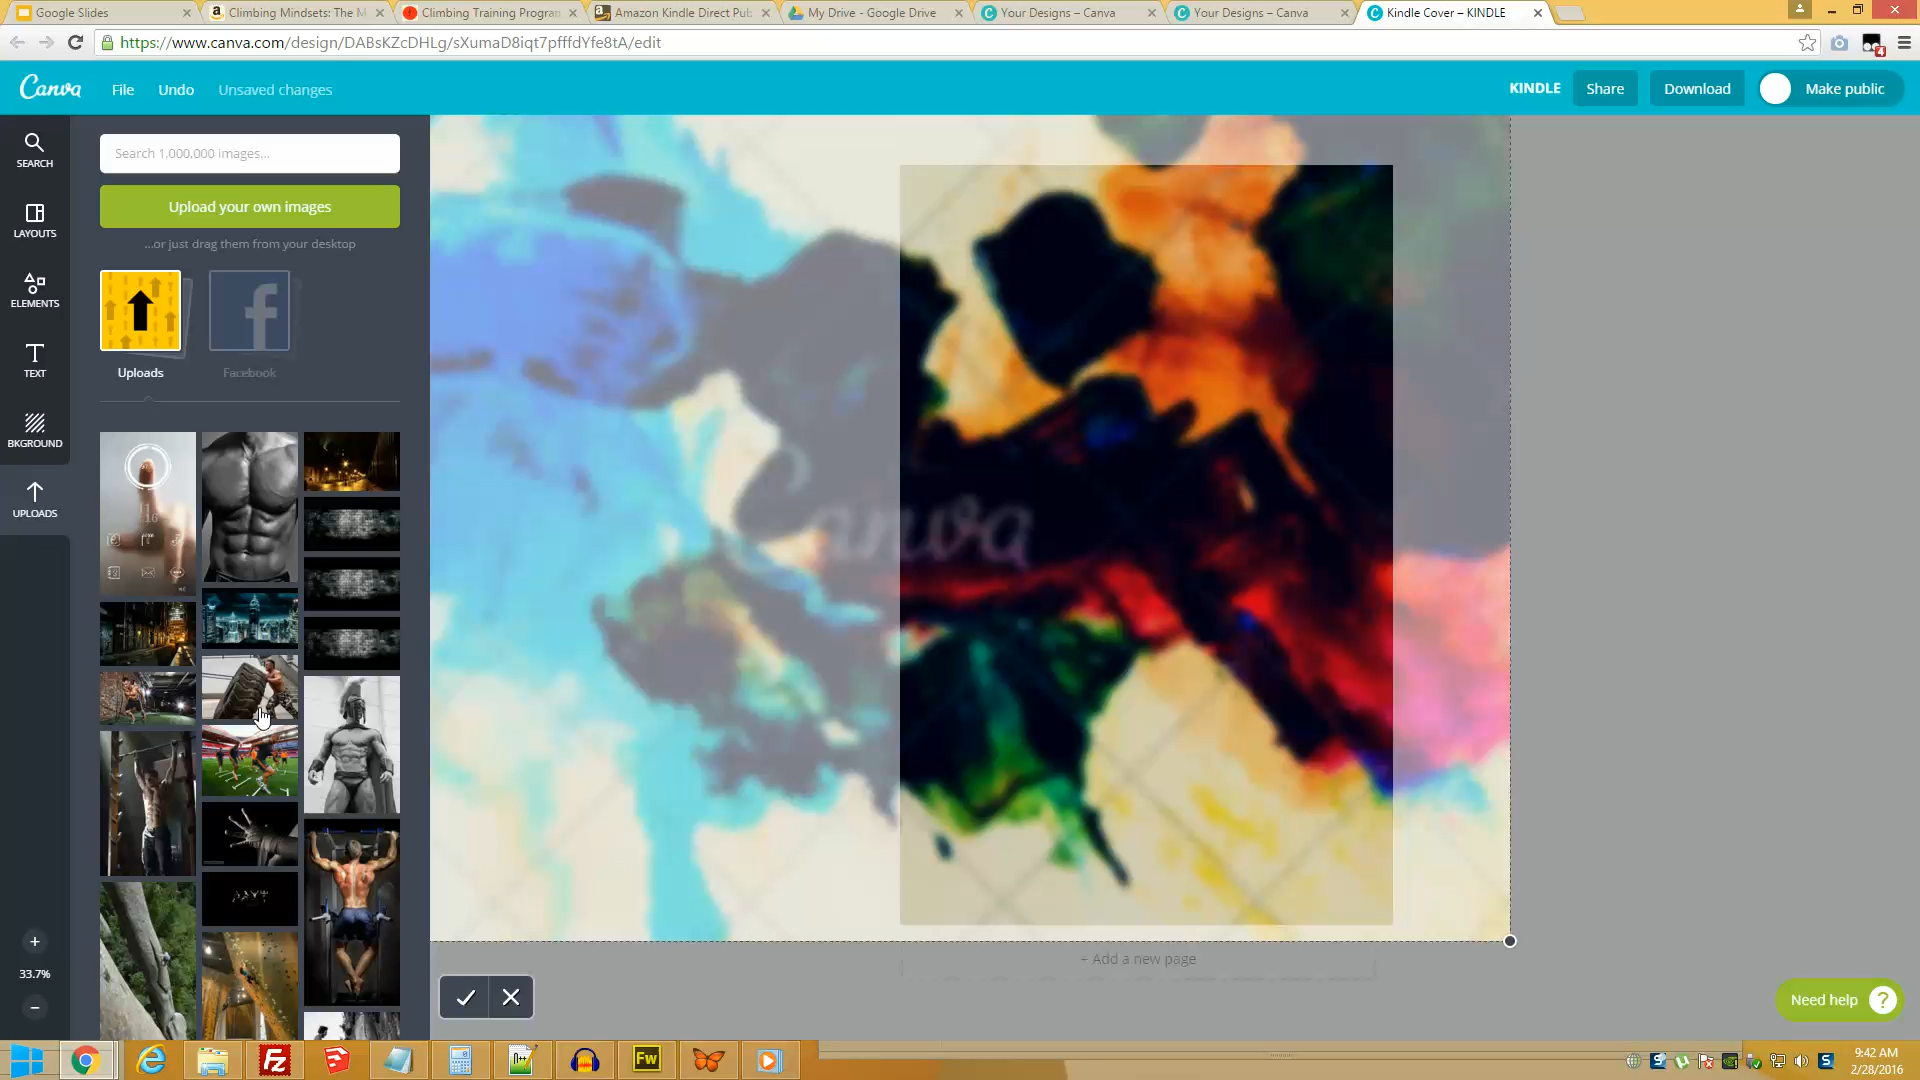 Google Slides
Climbing Mindsets: The M
Climbing Training Program
Amazon Kindle Direct Pub
My Drive - Google Drive
Your Designs – Canva
Your Designs – Canva
Kindle Cover – KINDLE
https://www.canva.com/design/DABsKZcDHLg/sXumaD8iqt7pfffdYfe8tA/edit
4
Canva
File
Undo
Unsaved changes
KINDLE
Share
Download
Make public
SEARCH
LAYOUTS
ELEMENTS
TEXT
BKGROUND
UPLOADS
33.7%
Search 1,000,000 images...
Upload your own images
...or just drag them from your desktop
Uploads
Facebook
Canva
+ Add a new page
Need help ?
Fz
Fw
9:42 AM
2/28/2016